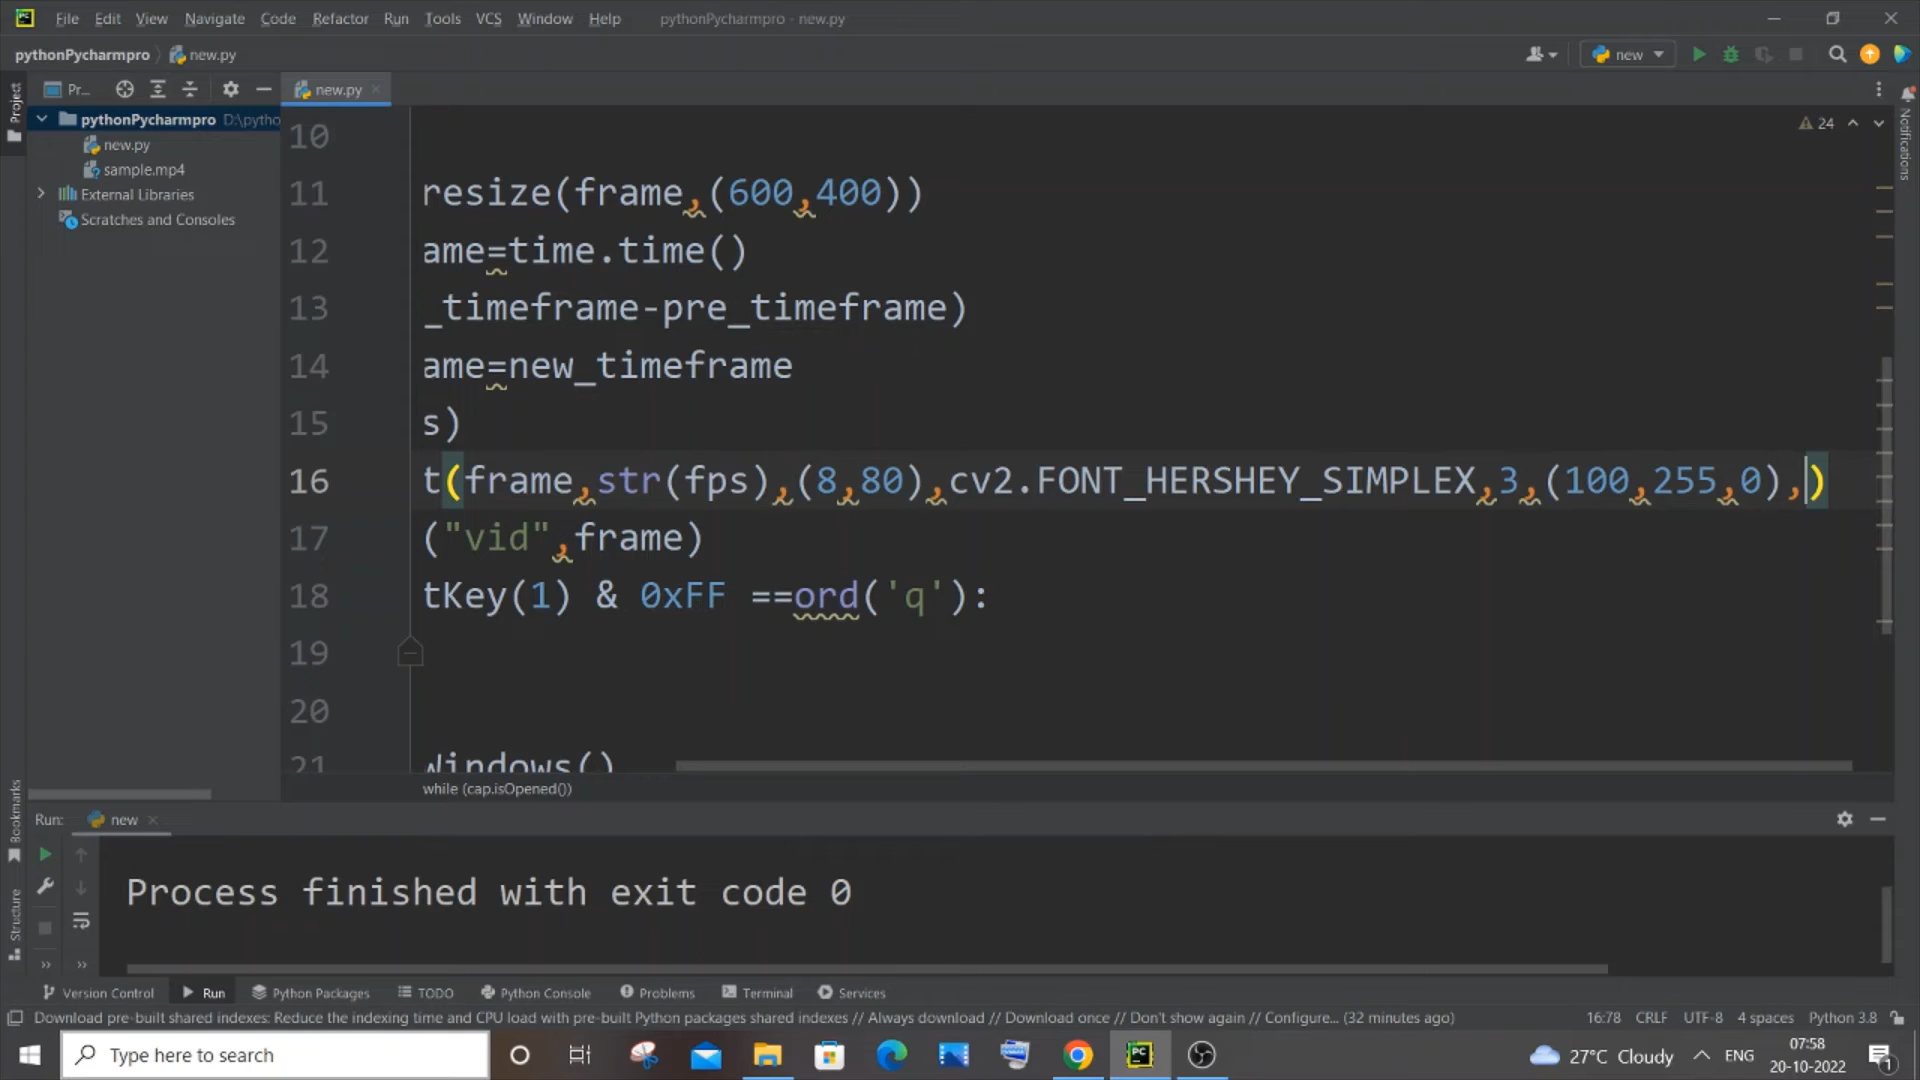 File Edit View Navigate Code Refactor Run Tools VCS Window Help pythonPycharmpro - new.py
pythonPycharmpro new.py new
Project Pr... new.py
Notifications
pythonPycharmpro D:\pytho
new.py
sample.mp4
External Libraries
Scratches and Consoles
24
10
11 resize(frame,(600,400))
12 ame=time.time()
13 _timeframe-pre_timeframe)
14 ame=new_timeframe
15 s)
16 t(frame,str(fps),(8,80),cv2.FONT_HERSHEY_SIMPLEX,3,(100,255,0),)
17 ("vid",frame)
18 tKey(1) & 0xFF ==ord('q'):
19
20
21 Windows()
while (cap.isOpened())
Bookmarks
Structure
Run: new
Process finished with exit code 0
Version Control Run Python Packages TODO Python Console Problems Terminal Services
Download pre-built shared indexes: Reduce the indexing time and CPU load with pre-built Python packages shared indexes // Always download // Download once // Don't show again // Configure... (32 minutes ago) 16:78 CRLF UTF-8 4 spaces Python 3.8
Type here to search 27°C Cloudy ENG 07:58
20-10-2022 1